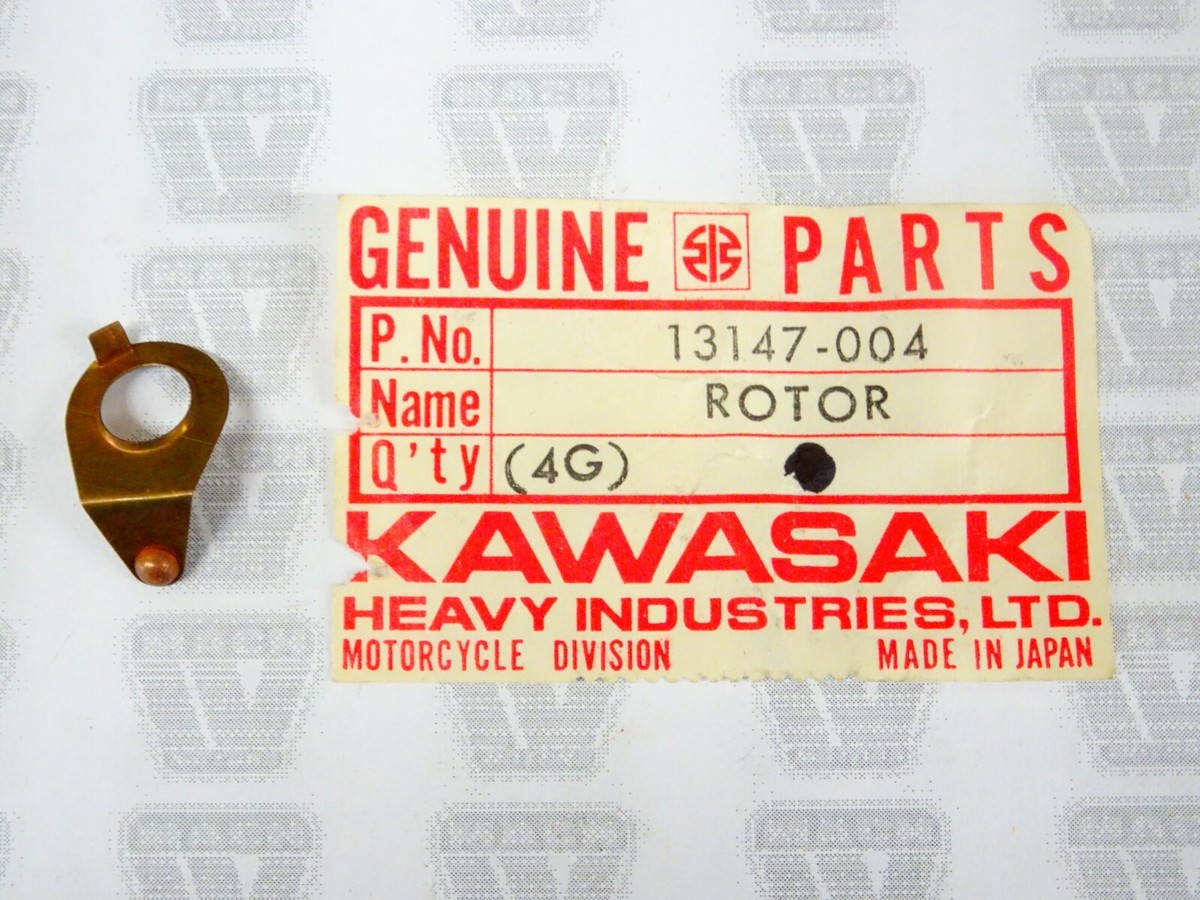 GENUINE PARTS
P. No. 13147-004
Name ROTOR
Q'ty (4G)
KAWASAKI
HEAVY INDUSTRIES, LTD.
MOTORCYCLE DIVISION MADE IN JAPAN